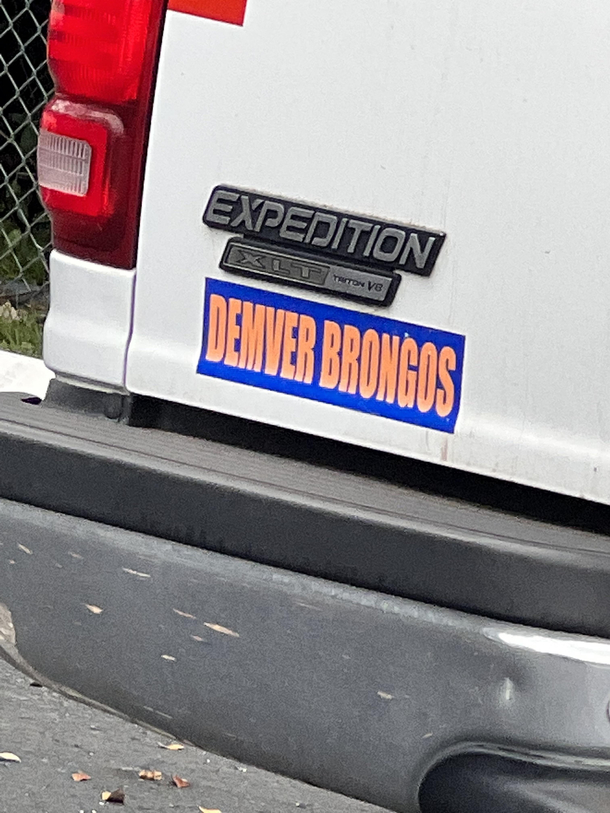 EXPEDITION
XLT TRITON V8
DEMVER BRONGOS